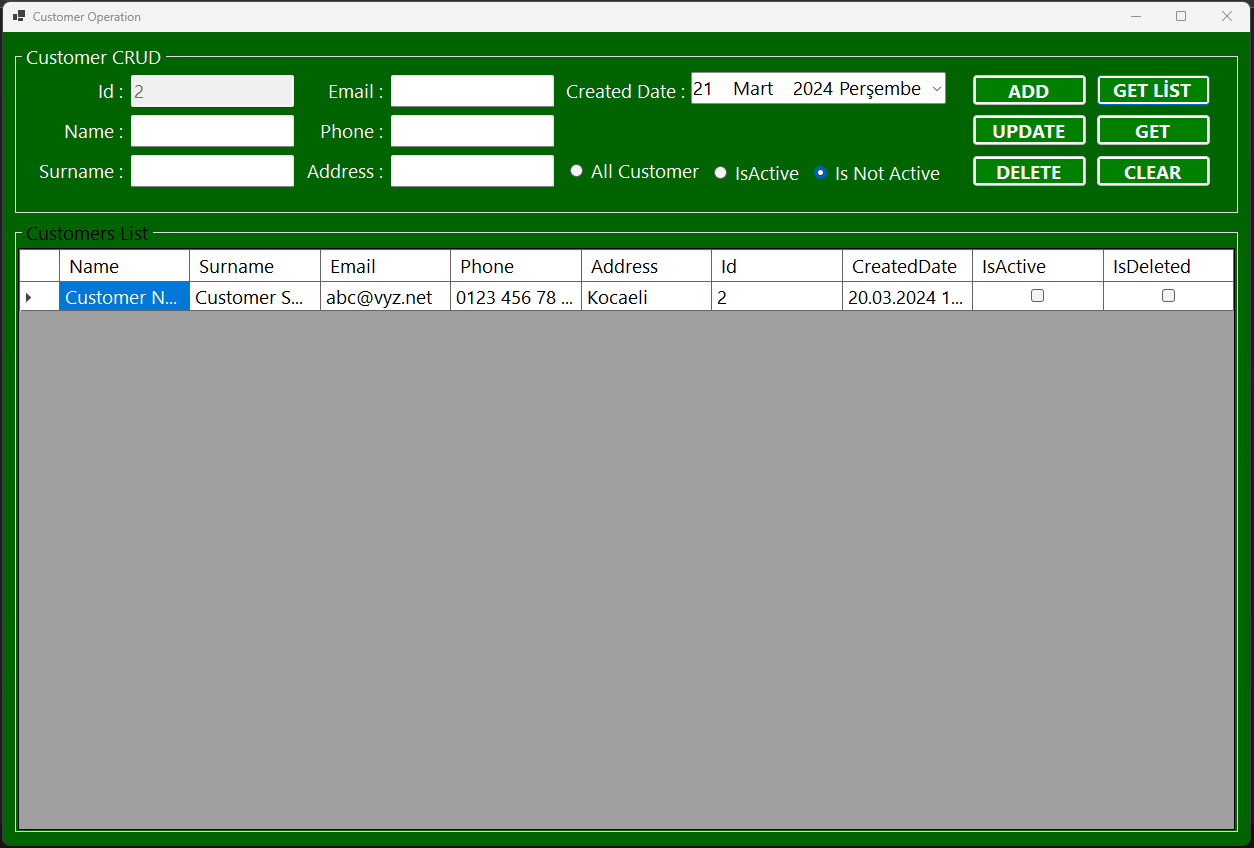 Customer Operation
Customer CRUD
Id : 2 Email : Created Date : 21 Mart 2024 Perşembe ADD GET LİST
Name : Phone : UPDATE GET
Surname : Address : All Customer IsActive Is Not Active DELETE CLEAR
Customers List
Name Surname Email Phone Address Id CreatedDate IsActive IsDeleted
Customer N... Customer S... abc@vyz.net 0123 456 78 ... Kocaeli 2 20.03.2024 1...